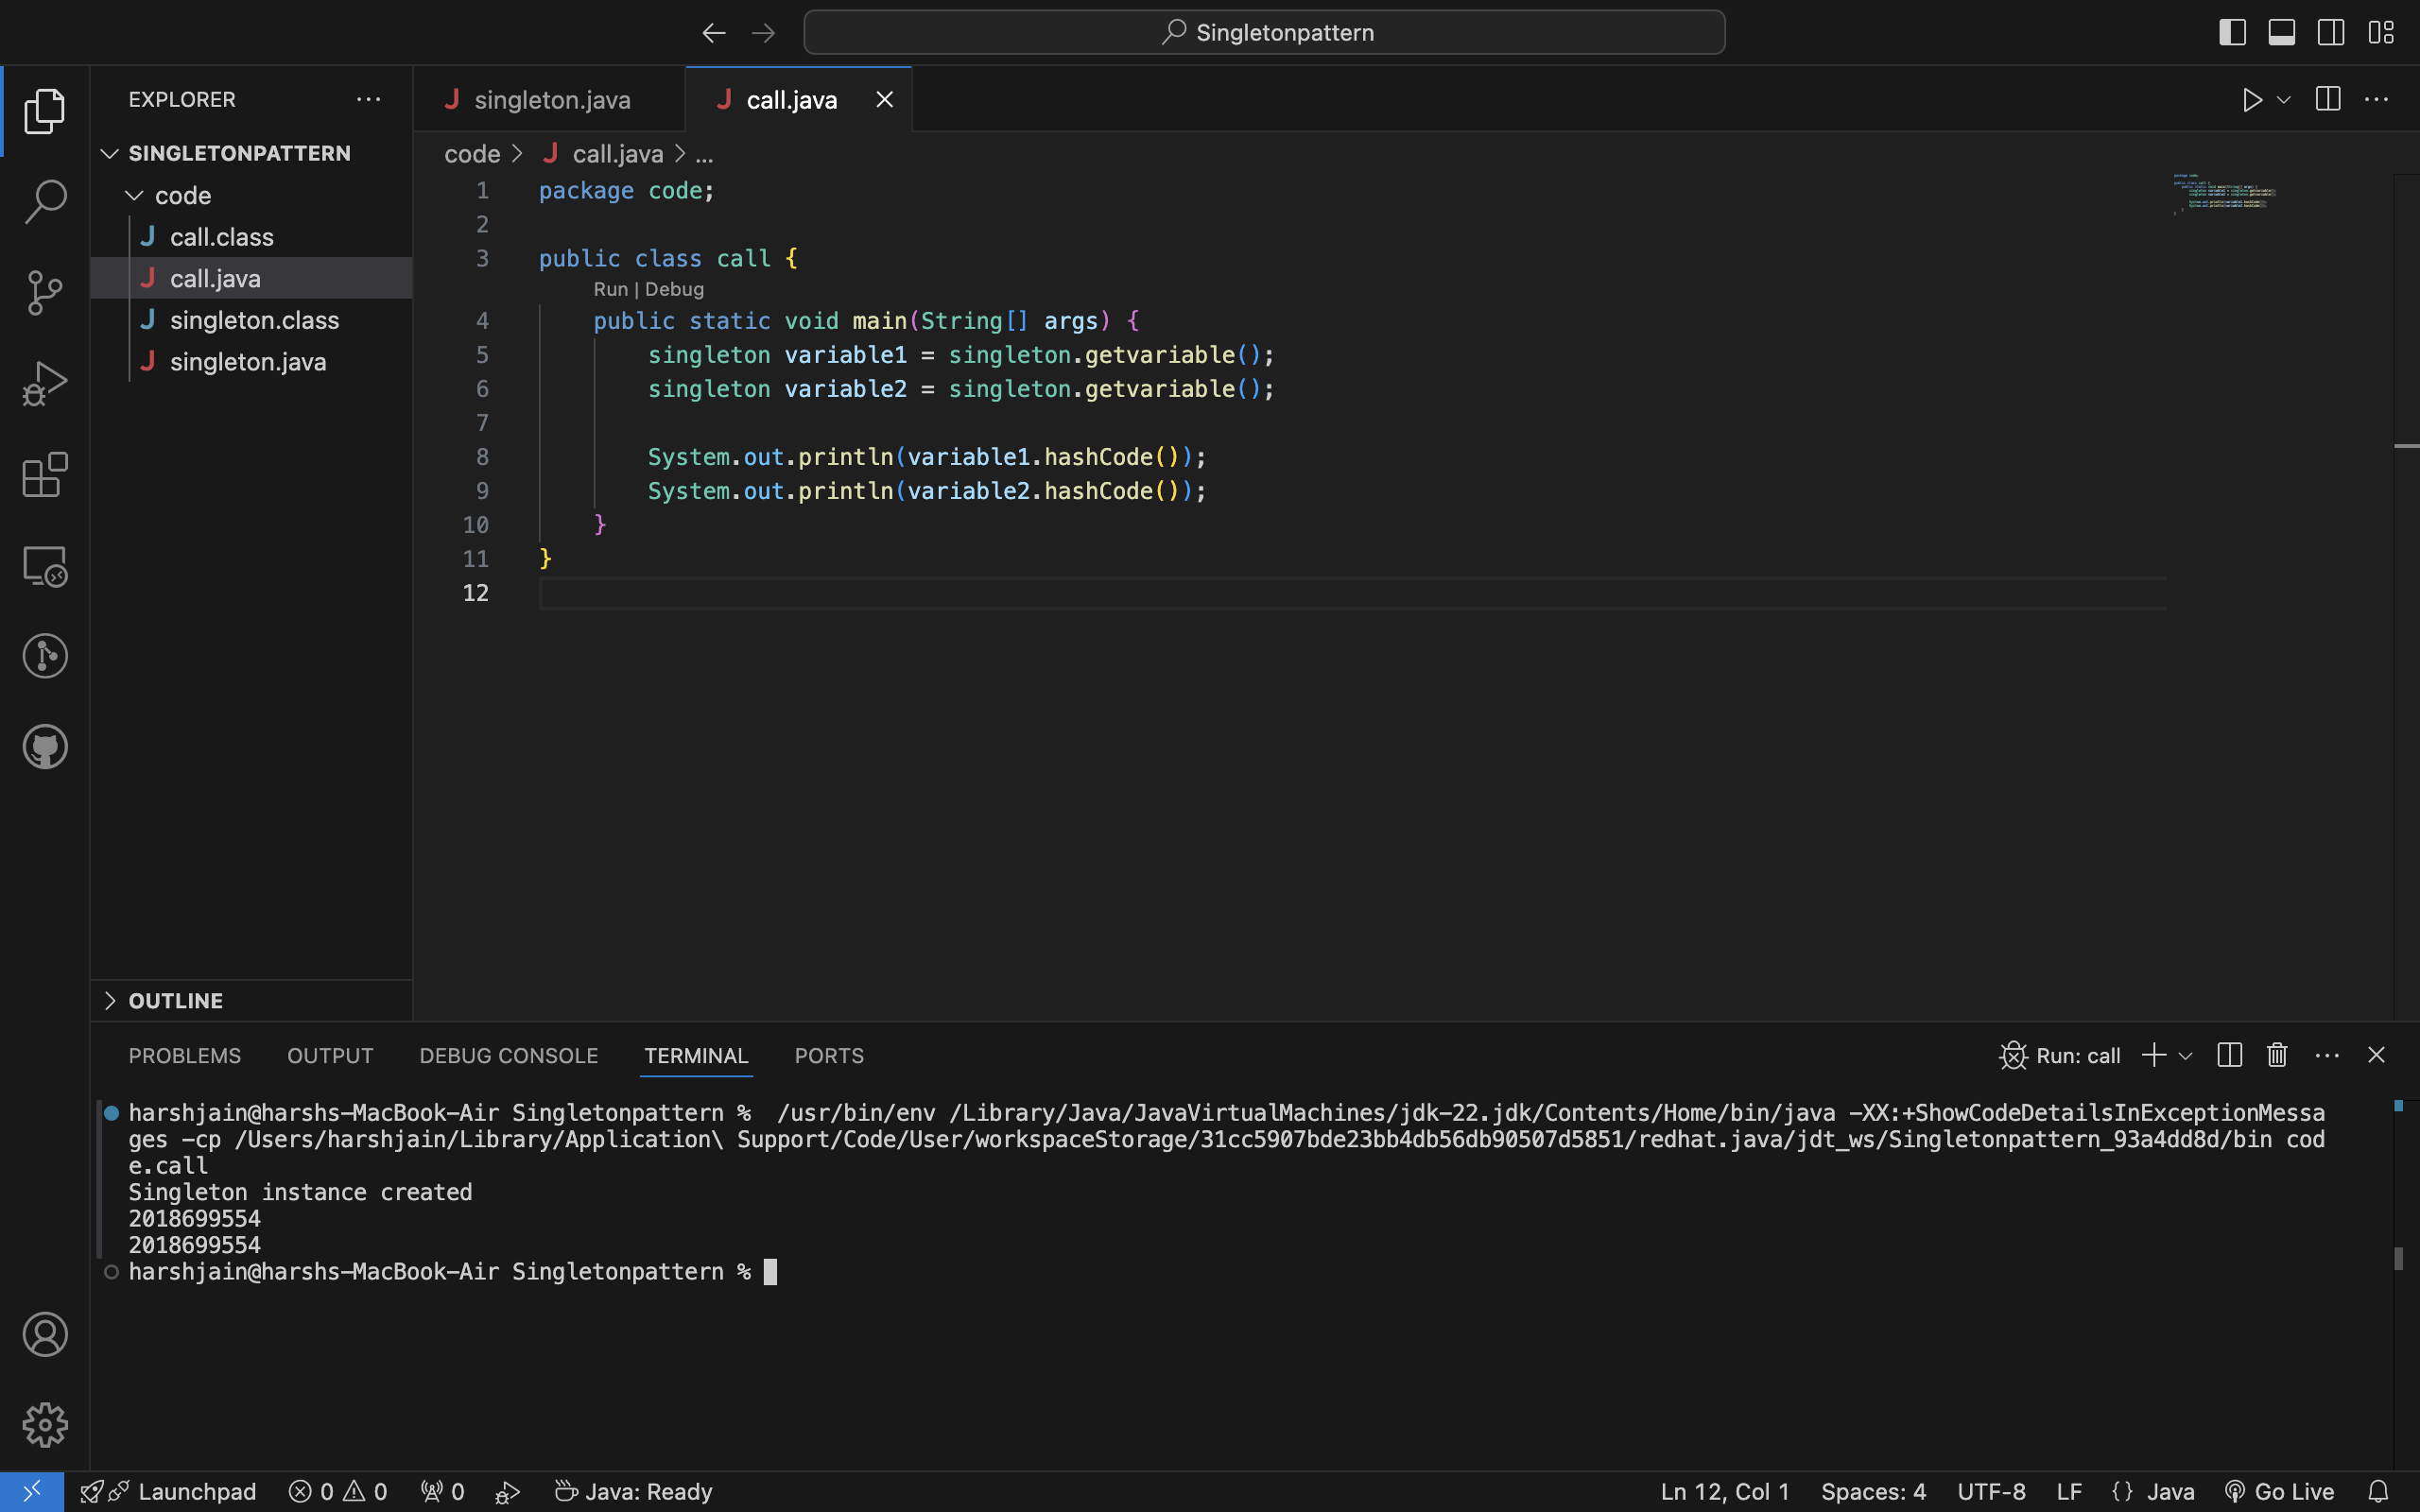 Singletonpattern
EXPLORER
SINGLETONPATTERN
code
call.class
call.java
singleton.class
singleton.java
OUTLINE
singleton.java
call.java
code > call.java > ...
1 package code;
2
3 public class call {
Run | Debug
4 public static void main(String[] args) {
5 singleton variable1 = singleton.getvariable();
6 singleton variable2 = singleton.getvariable();
7
8 System.out.println(variable1.hashCode());
9 System.out.println(variable2.hashCode());
10 }
11 }
12
PROBLEMS OUTPUT DEBUG CONSOLE TERMINAL PORTS
Run: call
harshjain@harshs-MacBook-Air Singletonpattern %  /usr/bin/env /Library/Java/JavaVirtualMachines/jdk-22.jdk/Contents/Home/bin/java -XX:+ShowCodeDetailsInExceptionMessa
ges -cp /Users/harshjain/Library/Application\ Support/Code/User/workspaceStorage/31cc5907bde23bb4db56db90507d5851/redhat.java/jdt_ws/Singletonpattern_93a4dd8d/bin cod
e.call
Singleton instance created
2018699554
2018699554
harshjain@harshs-MacBook-Air Singletonpattern %
Launchpad 0 0 0 Java: Ready Ln 12, Col 1 Spaces: 4 UTF-8 LF {} Java Go Live